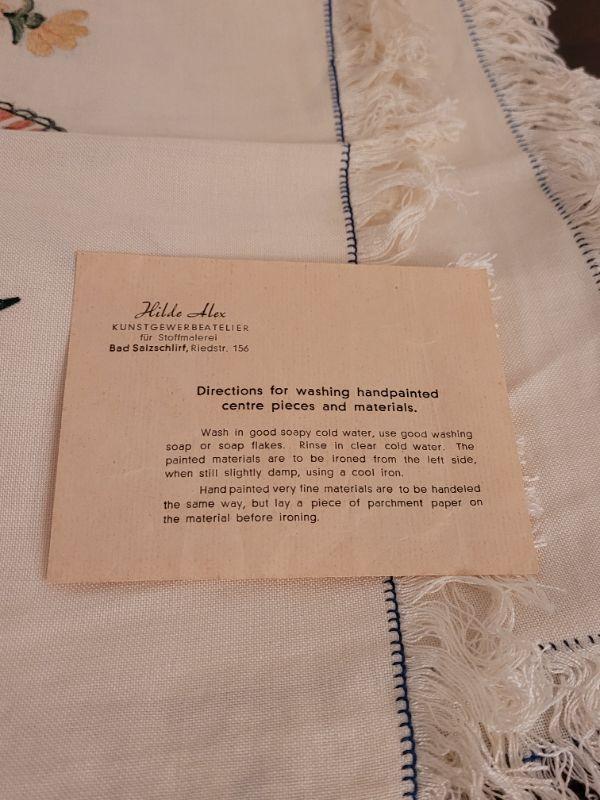 Hilde Alex
KUNSTGEWERBEATELIER
für Stoffmalerei
Bad Salzschlirf, Riedstr. 156
Directions for washing handpainted
centre pieces and materials.
Wash in good soapy cold water, use good washing
soap or soap flakes. Rinse in clear cold water. The
painted materials are to be ironed from the left side,
when still slightly damp, using a cool iron.
Hand painted very fine materials are to be handeled
the same way, but lay a piece of parchment paper on
the material before ironing.